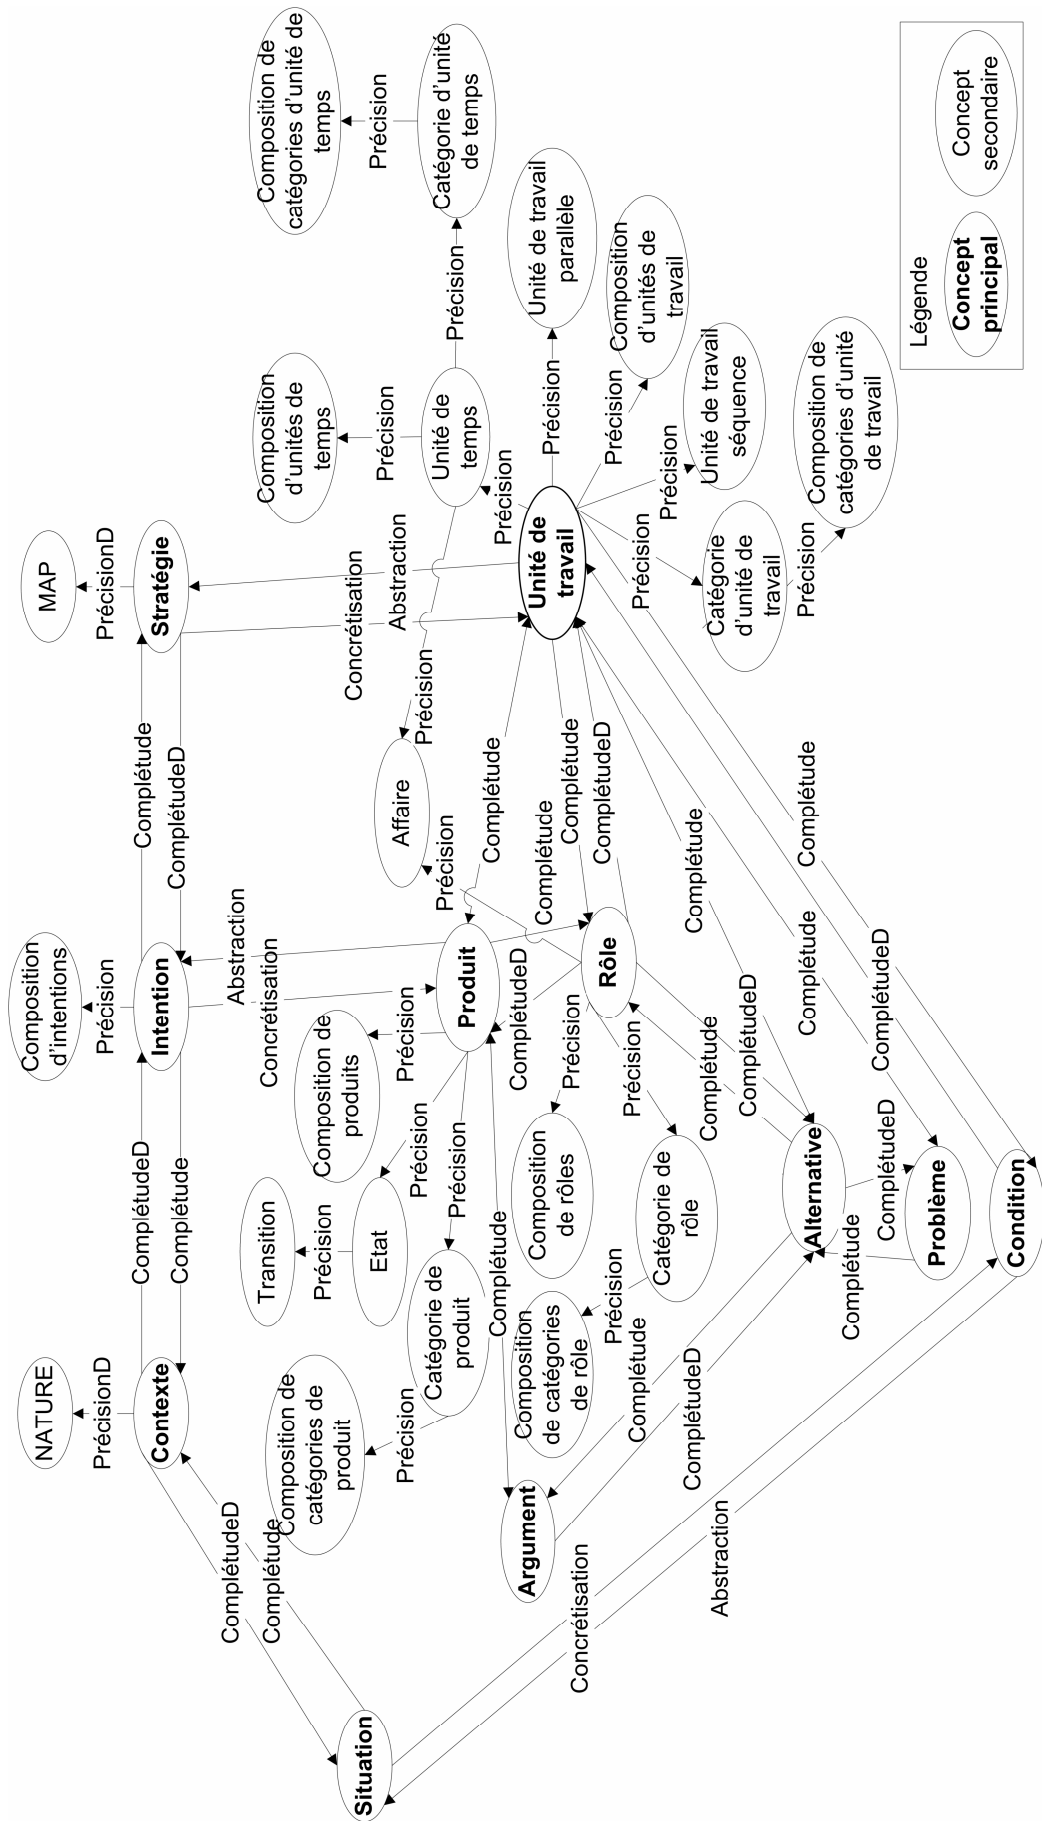 NATURE
Composition
d'intentions
MAP
PrécisionD
Précision
PrécisionD
Contexte
ComplétudeD
Intention
Complétude
Stratégie
Complétude
ComplétudeD
ComplétudeD
Complétude
Abstraction
Concrétisation
Concrétisation
Abstraction
Transition
Précision
Etat
Composition de
catégories de
produit
Précision
Composition de
produits
Précision
Catégorie de
produit
Précision
Précision
Produit
Complétude
Complétude
Affaire
Précision
Précision
Composition
d'unités de
temps
Précision
Composition de
catégories d'unité de
temps
Précision
Unité de
temps
Précision
Catégorie d'unité
de temps
Précision
Situation
Argument
ComplétudeD
Complétude
Complétude
ComplétudeD
Unité de
travail
Précision
Unité de travail
parallèle
Composition
de catégories
de rôle
Précision
Composition
de rôles
Précision
Rôle
Catégorie de
rôle
Précision
Précision
Composition
d'unités de
travail
Précision
Unité de travail
séquence
Précision
Catégorie
d'unité de
travail
Précision
Composition de
catégories d'unité
de travail
Concrétisation
Abstraction
Complétude
ComplétudeD
Complétude
ComplétudeD
Complétude
Alternative
Complétude
ComplétudeD
Problème
Complétude
ComplétudeD
Complétude
Condition
Légende
Concept
principal
Concept
secondaire